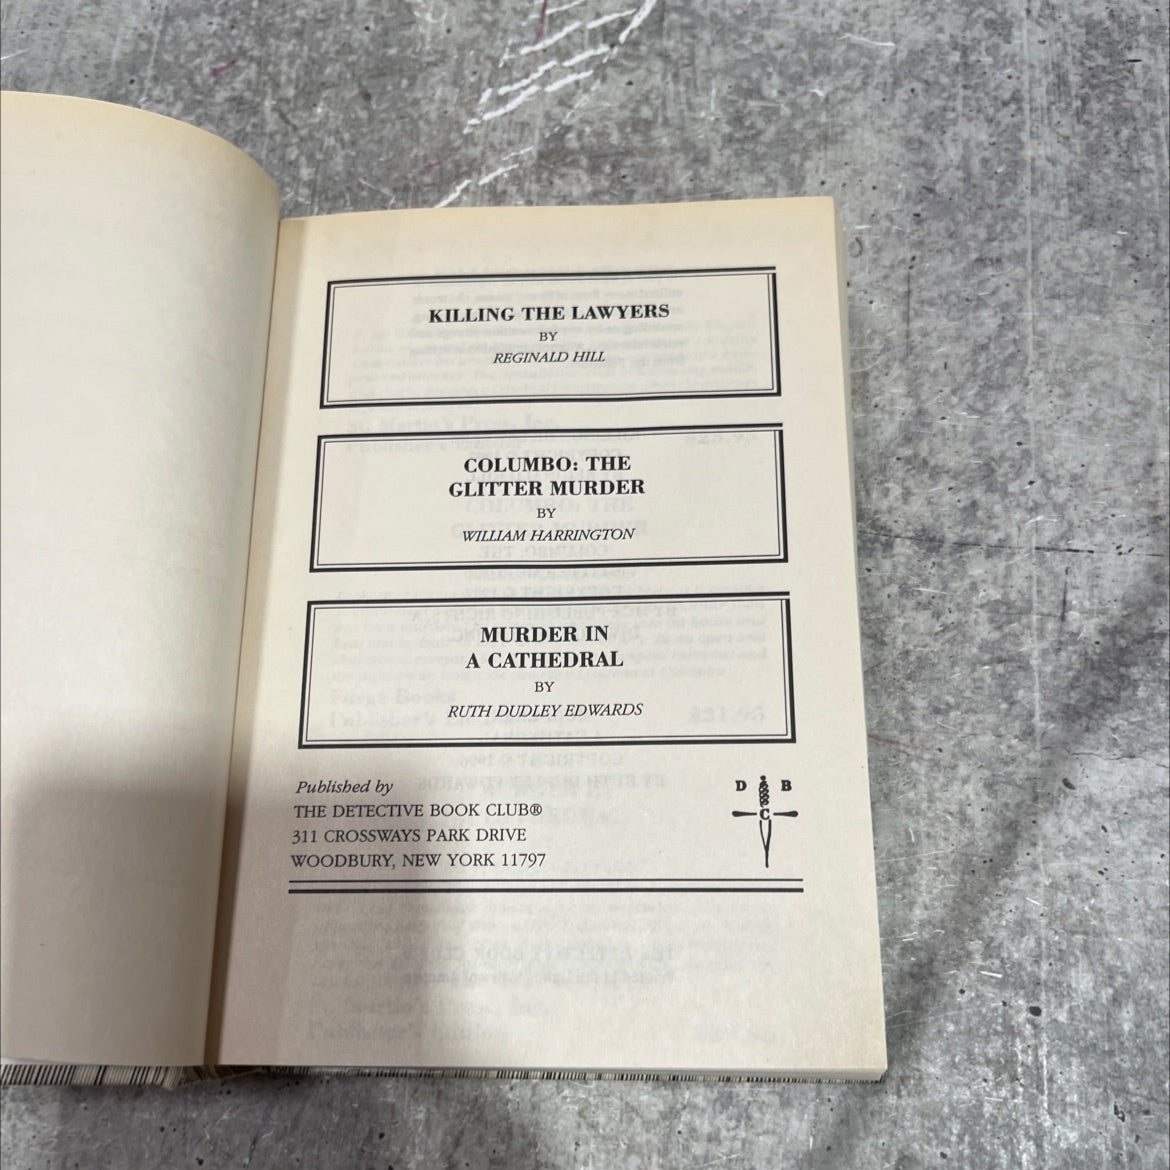 KILLING THE LAWYERS
BY
REGINALD HILL
COLUMBO: THE
GLITTER MURDER
BY
WILLIAM HARRINGTON
MURDER IN
A CATHEDRAL
BY
RUTH DUDLEY EDWARDS
Published by
THE DETECTIVE BOOK CLUB®
311 CROSSWAYS PARK DRIVE
WOODBURY, NEW YORK 11797
D B
C